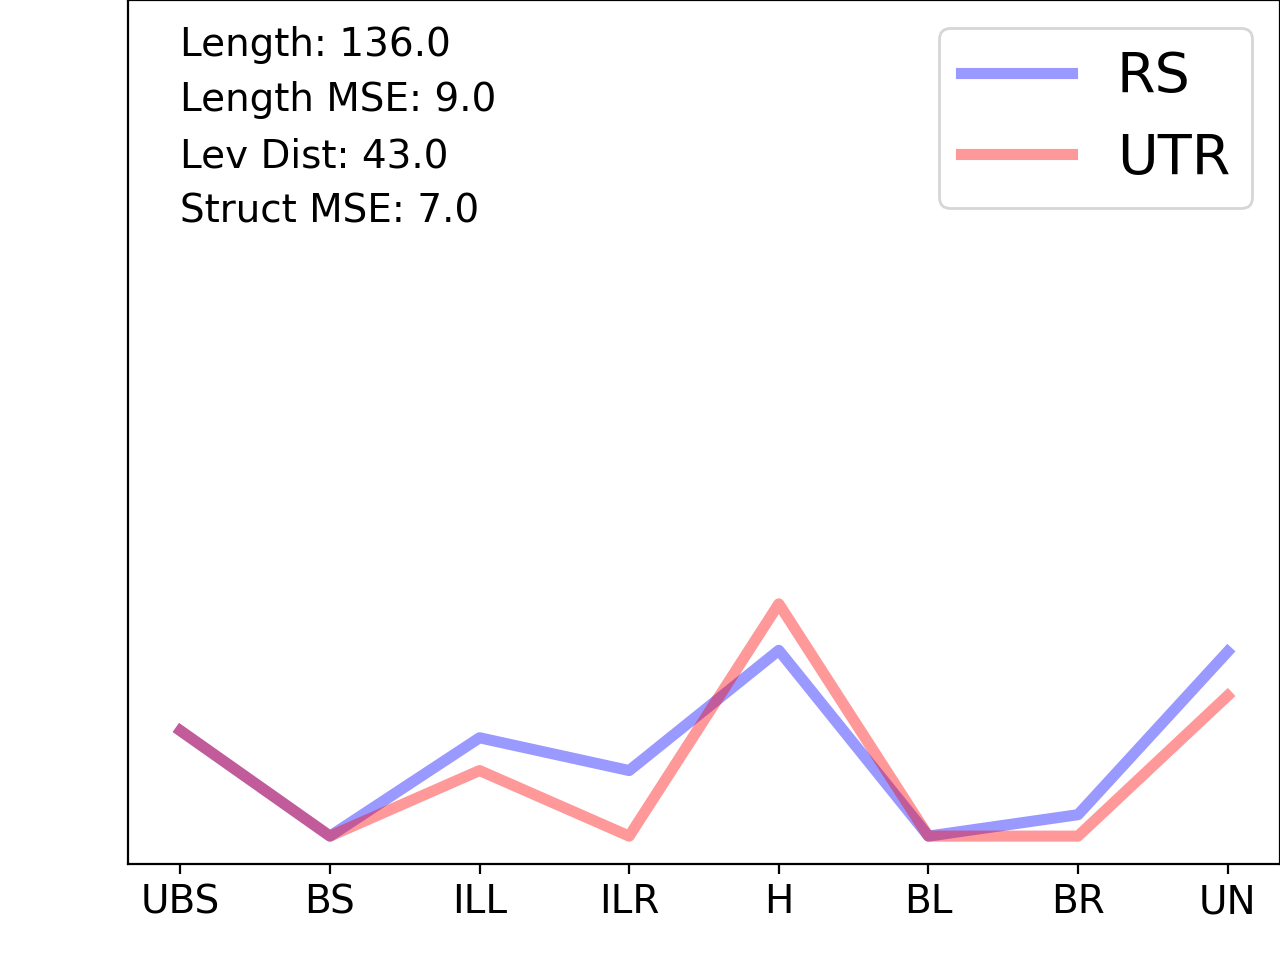 Length: 136.0
Length MSE: 9.0
Lev Dist: 43.0
Struct MSE: 7.0
RS
UTR
UBS BS ILL ILR H BL BR UN